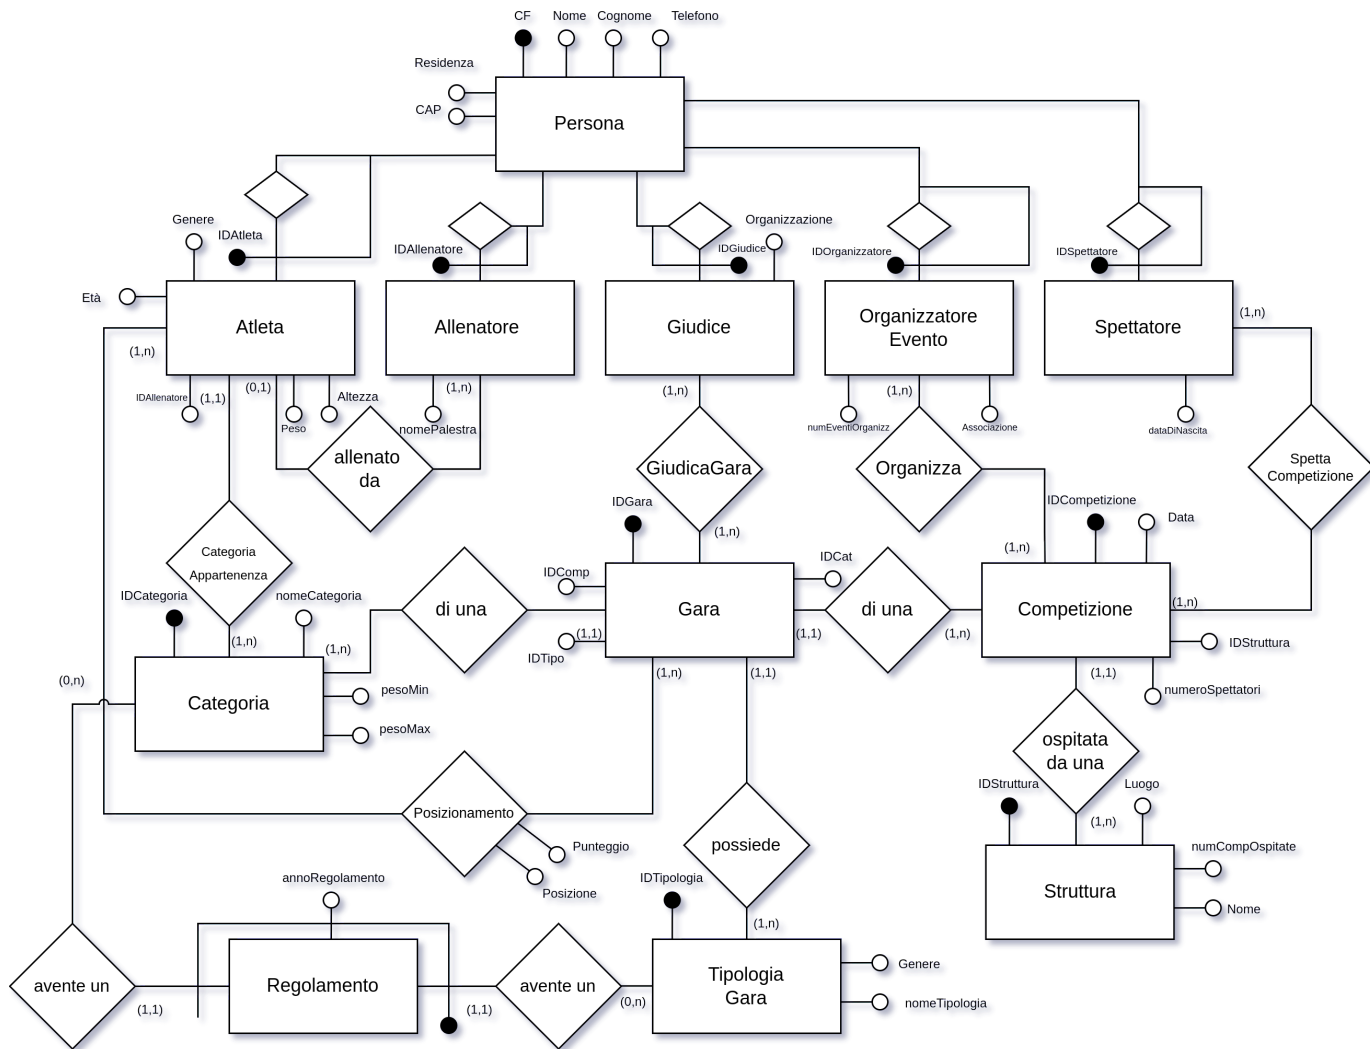 CF
Nome
Cognome
Telefono
Residenza
CAP
Persona
Genere
IDAtleta
IDAllenatore
IDGiudice
Organizzazione
IDOrganizzatore
IDSpettatore
Età
Atleta
Allenatore
Giudice
Organizzatore
Evento
Spettatore
(1,n)
(1,n)
IDAllenatore
(1,1)
(0,1)
Peso
Altezza
(1,n)
nomePalestra
(1,n)
(1,n)
numEventiOrganizz
Associazione
dataDiNascita
allenato
da
GiudicaGara
Organizza
Spetta
Competizione
IDGara
(1,n)
IDCompetizione
Data
(1,n)
Categoria
Appartenenza
IDCategoria
nomeCategoria
(1,n)
(1,n)
di una
IDComp
(1,1)
IDTipo
Gara
IDCat
(1,1)
di una
(1,n)
Competizione
(1,n)
IDStruttura
numeroSpettatori
(0,n)
Categoria
pesoMin
pesoMax
(1,n)
(1,1)
(1,1)
ospitata
da una
Posizionamento
Punteggio
Posizione
possiede
IDStruttura
Luogo
(1,n)
Struttura
numCompOspitate
Nome
annoRegolamento
IDTipologia
(1,n)
avente un
(1,1)
Regolamento
(1,1)
avente un
(0,n)
Tipologia
Gara
Genere
nomeTipologia